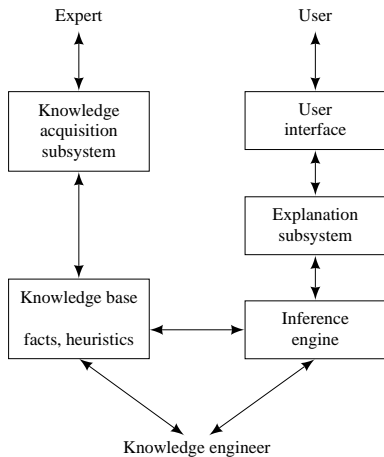 Expert
User
Knowledge
acquisition
subsystem
User
interface
Explanation
subsystem
Knowledge base
facts, heuristics
Inference
engine
Knowledge engineer